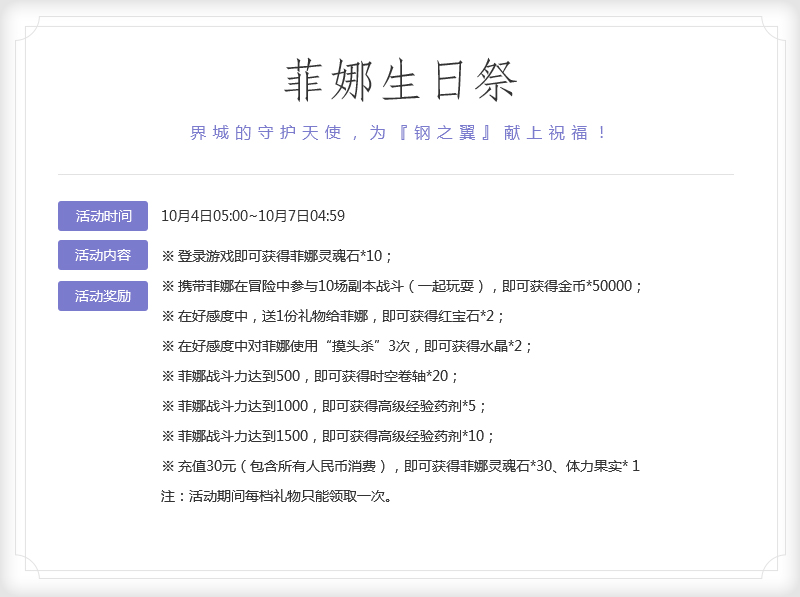 菲娜生日祭
界城的守护天使，为『钢之翼』献上祝福！
活动时间 10月4日05:00~10月7日04:59
活动内容 ※ 登录游戏即可获得菲娜灵魂石*10；
活动奖励 ※ 携带菲娜在冒险中参与10场副本战斗（一起玩耍），即可获得金币*50000；
※ 在好感度中，送1份礼物给菲娜，即可获得红宝石*2；
※ 在好感度中对菲娜使用“摸头杀”3次，即可获得水晶*2；
※ 菲娜战斗力达到500，即可获得时空卷轴*20；
※ 菲娜战斗力达到1000，即可获得高级经验药剂*5；
※ 菲娜战斗力达到1500，即可获得高级经验药剂*10；
※ 充值30元（包含所有人民币消费），即可获得菲娜灵魂石*30、体力果实* 1
注：活动期间每档礼物只能领取一次。